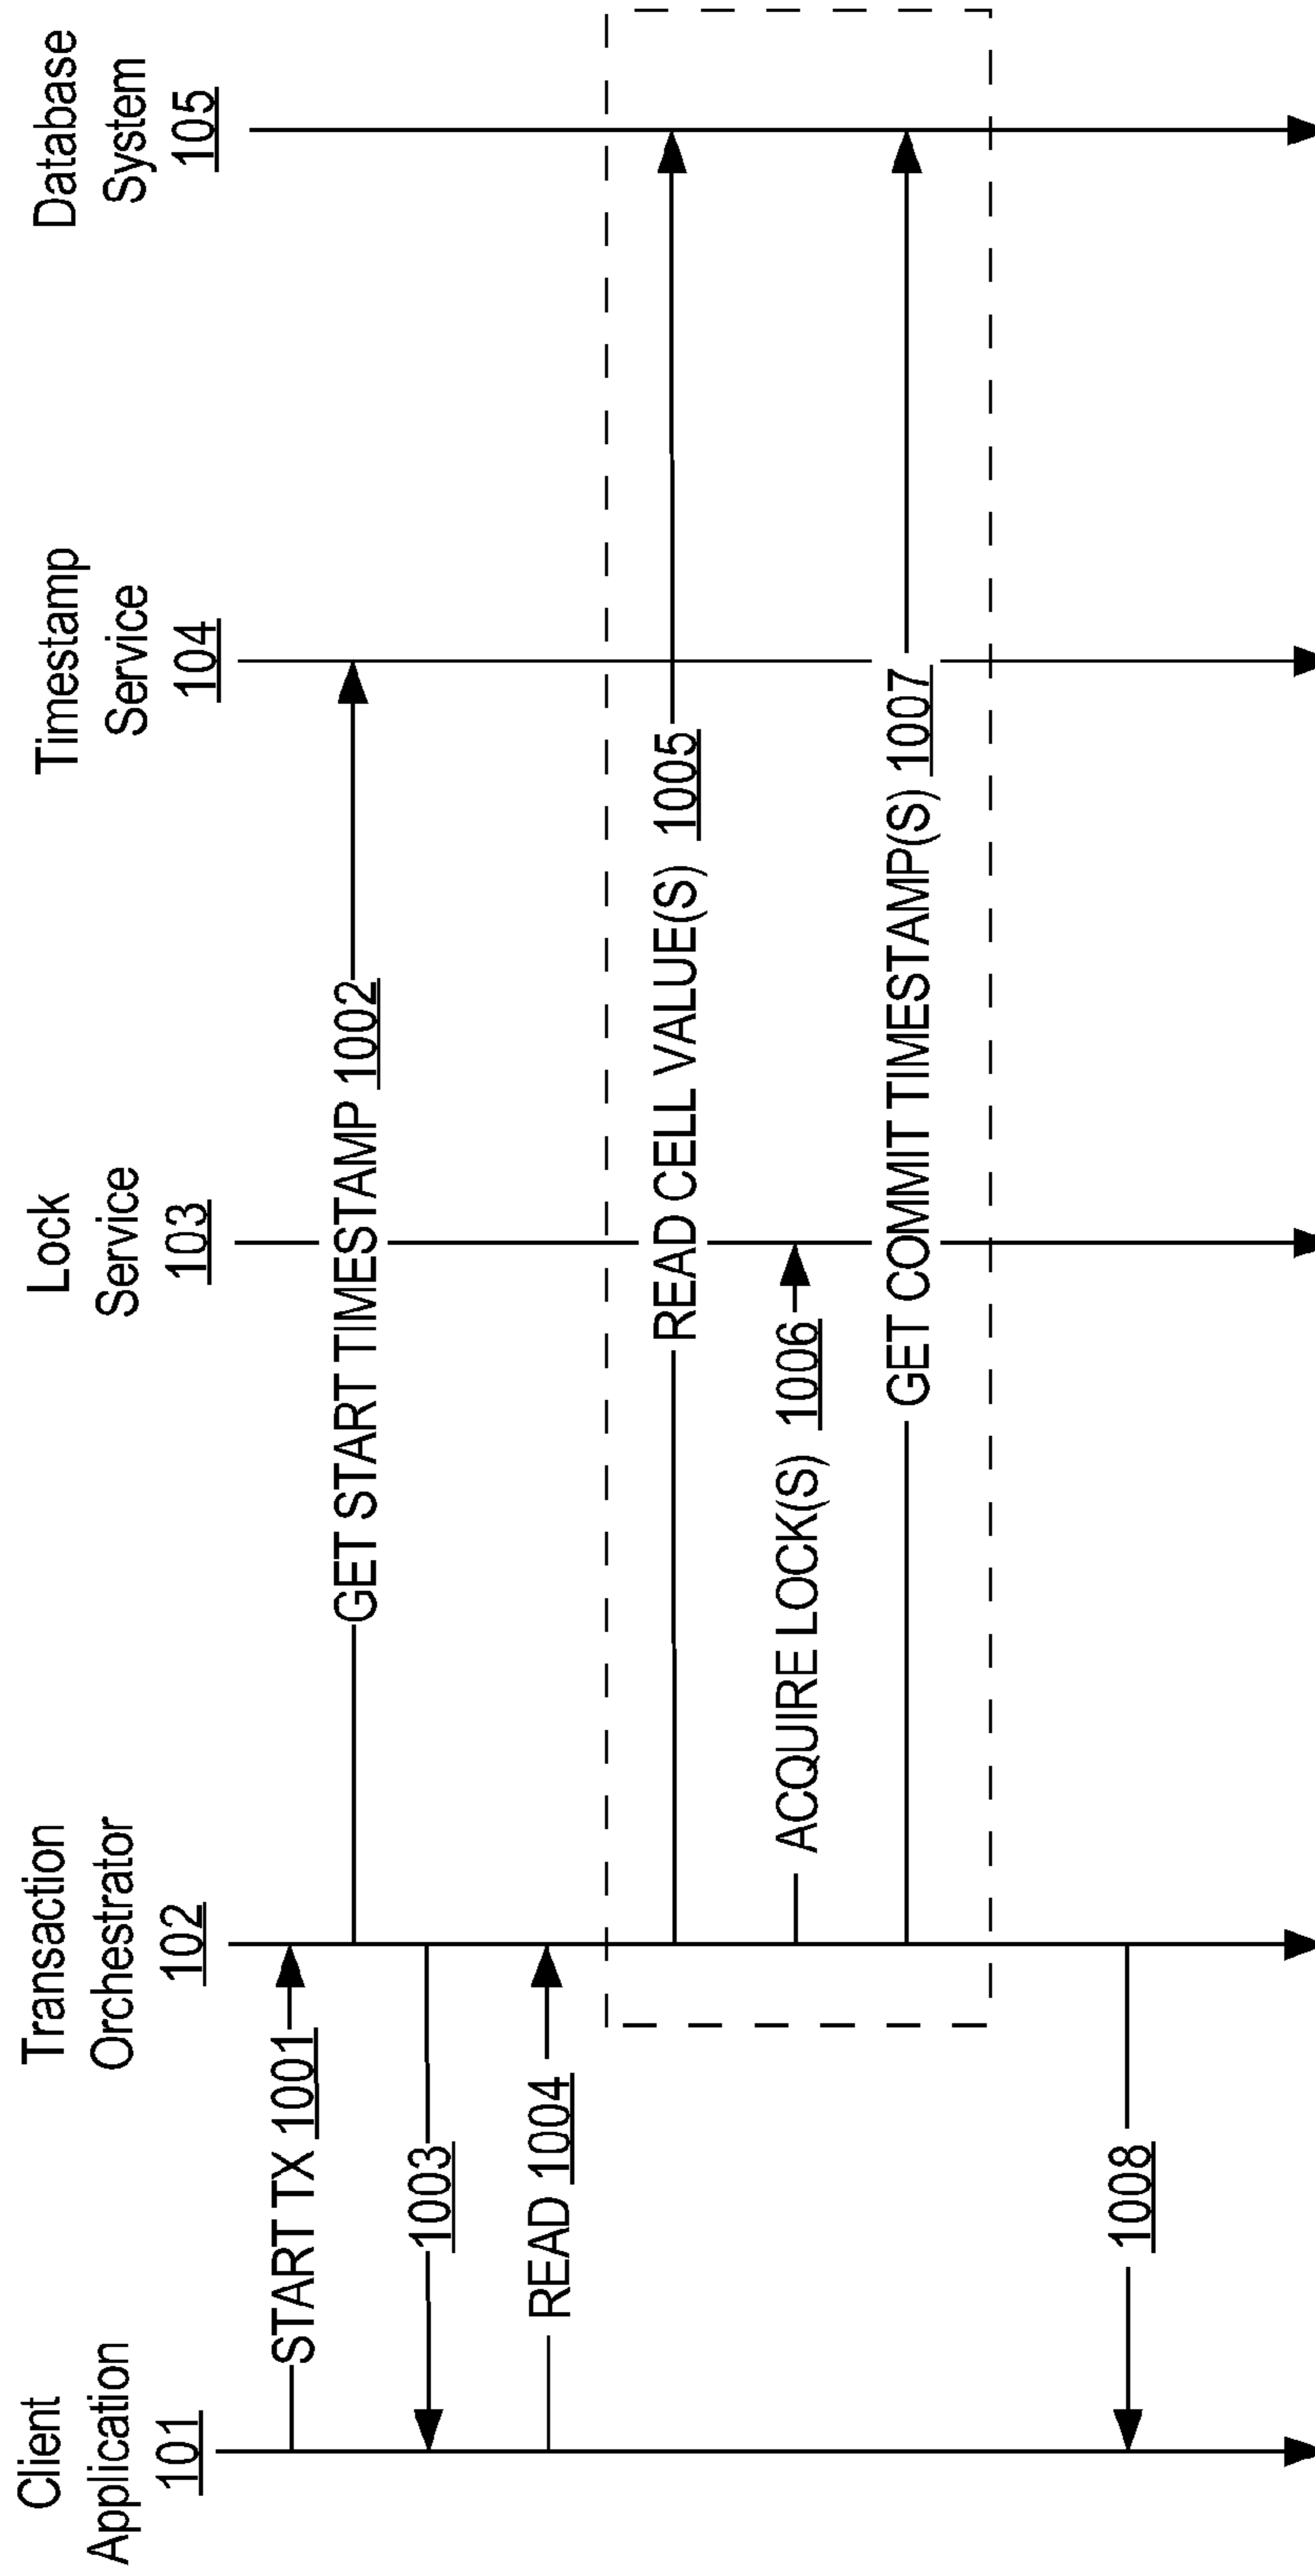 Client
Application
101
Transaction
Orchestrator
102
Lock
Service
103
Timestamp
Service
104
Database
System
105
START TX 1001
GET START TIMESTAMP 1002
1003
READ 1004
READ CELL VALUE(S) 1005
ACQUIRE LOCK(S) 1006
GET COMMIT TIMESTAMP(S) 1007
1008